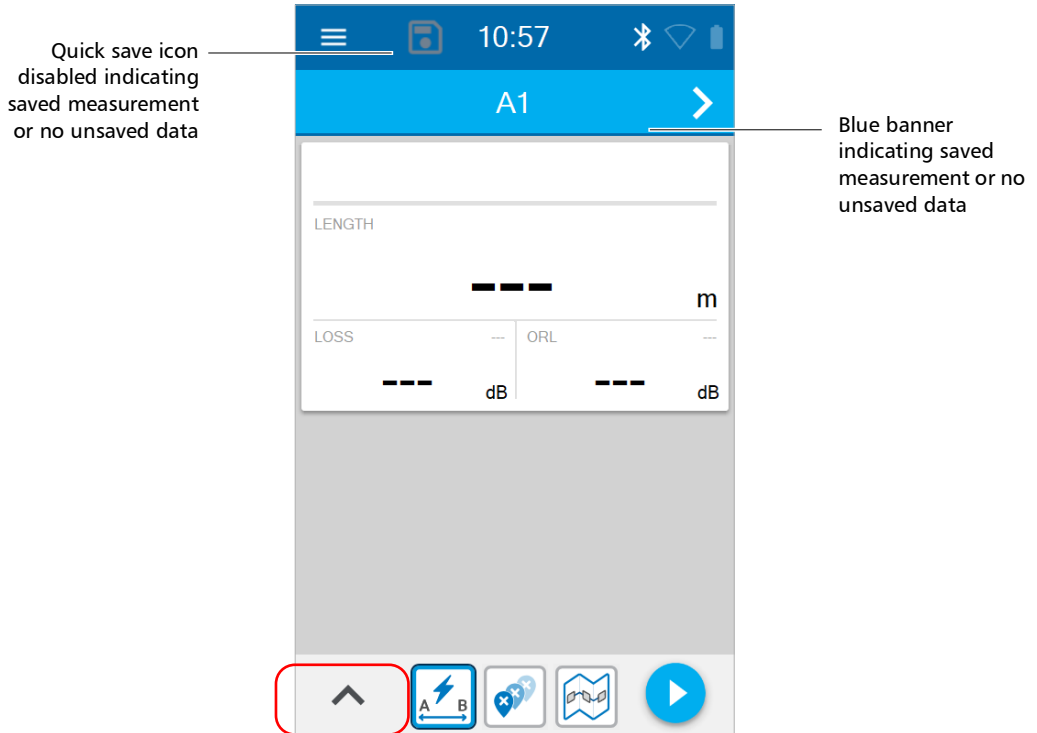 Quick save icon
disabled indicating
saved measurement
or no unsaved data
10:57
A1
Blue banner
indicating saved
measurement or no
unsaved data
LENGTH
---
m
LOSS --- ORL ---
--- dB --- dB
A B